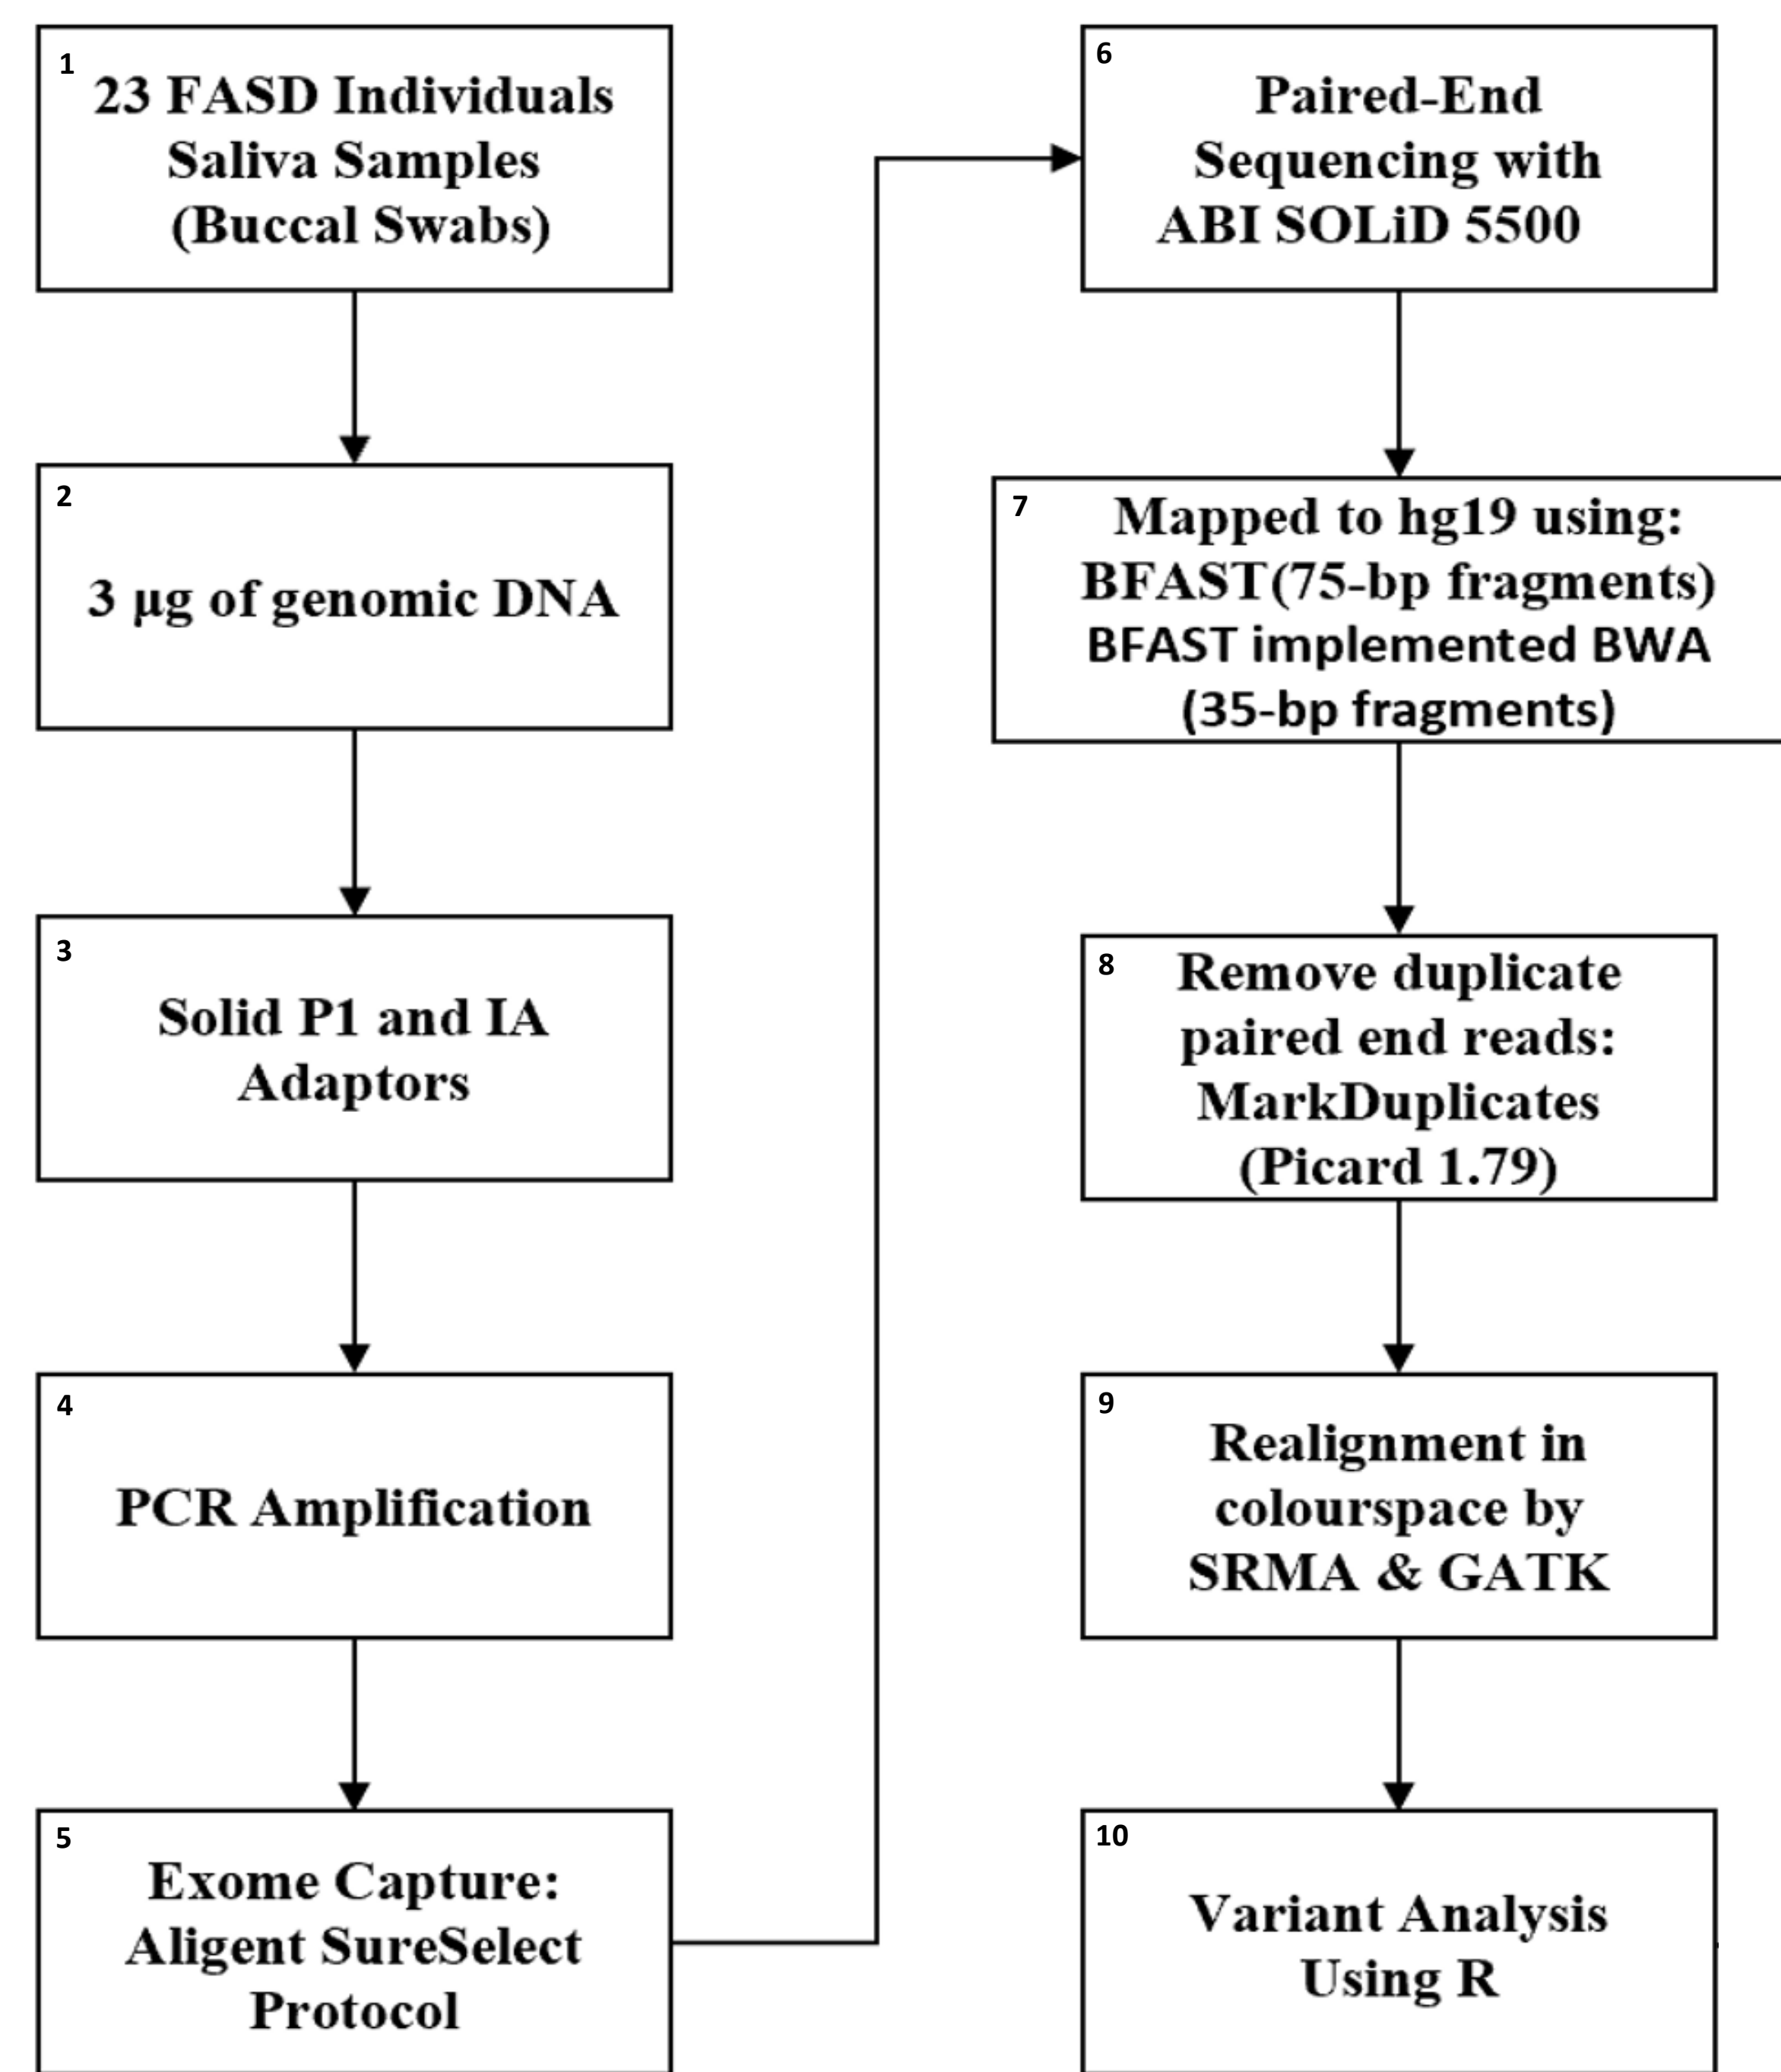 1
23 FASD Individuals
Saliva Samples
(Buccal Swabs)
2
3 µg of genomic DNA
3
Solid P1 and IA
Adaptors
4
PCR Amplification
5
Exome Capture:
Aligent SureSelect
Protocol
6
Paired-End
Sequencing with
ABI SOLiD 5500
7
Mapped to hg19 using:
BFAST(75-bp fragments)
BFAST implemented BWA
(35-bp fragments)
8
Remove duplicate
paired end reads:
MarkDuplicates
(Picard 1.79)
9
Realignment in
colourspace by
SRMA & GATK
10
Variant Analysis
Using R